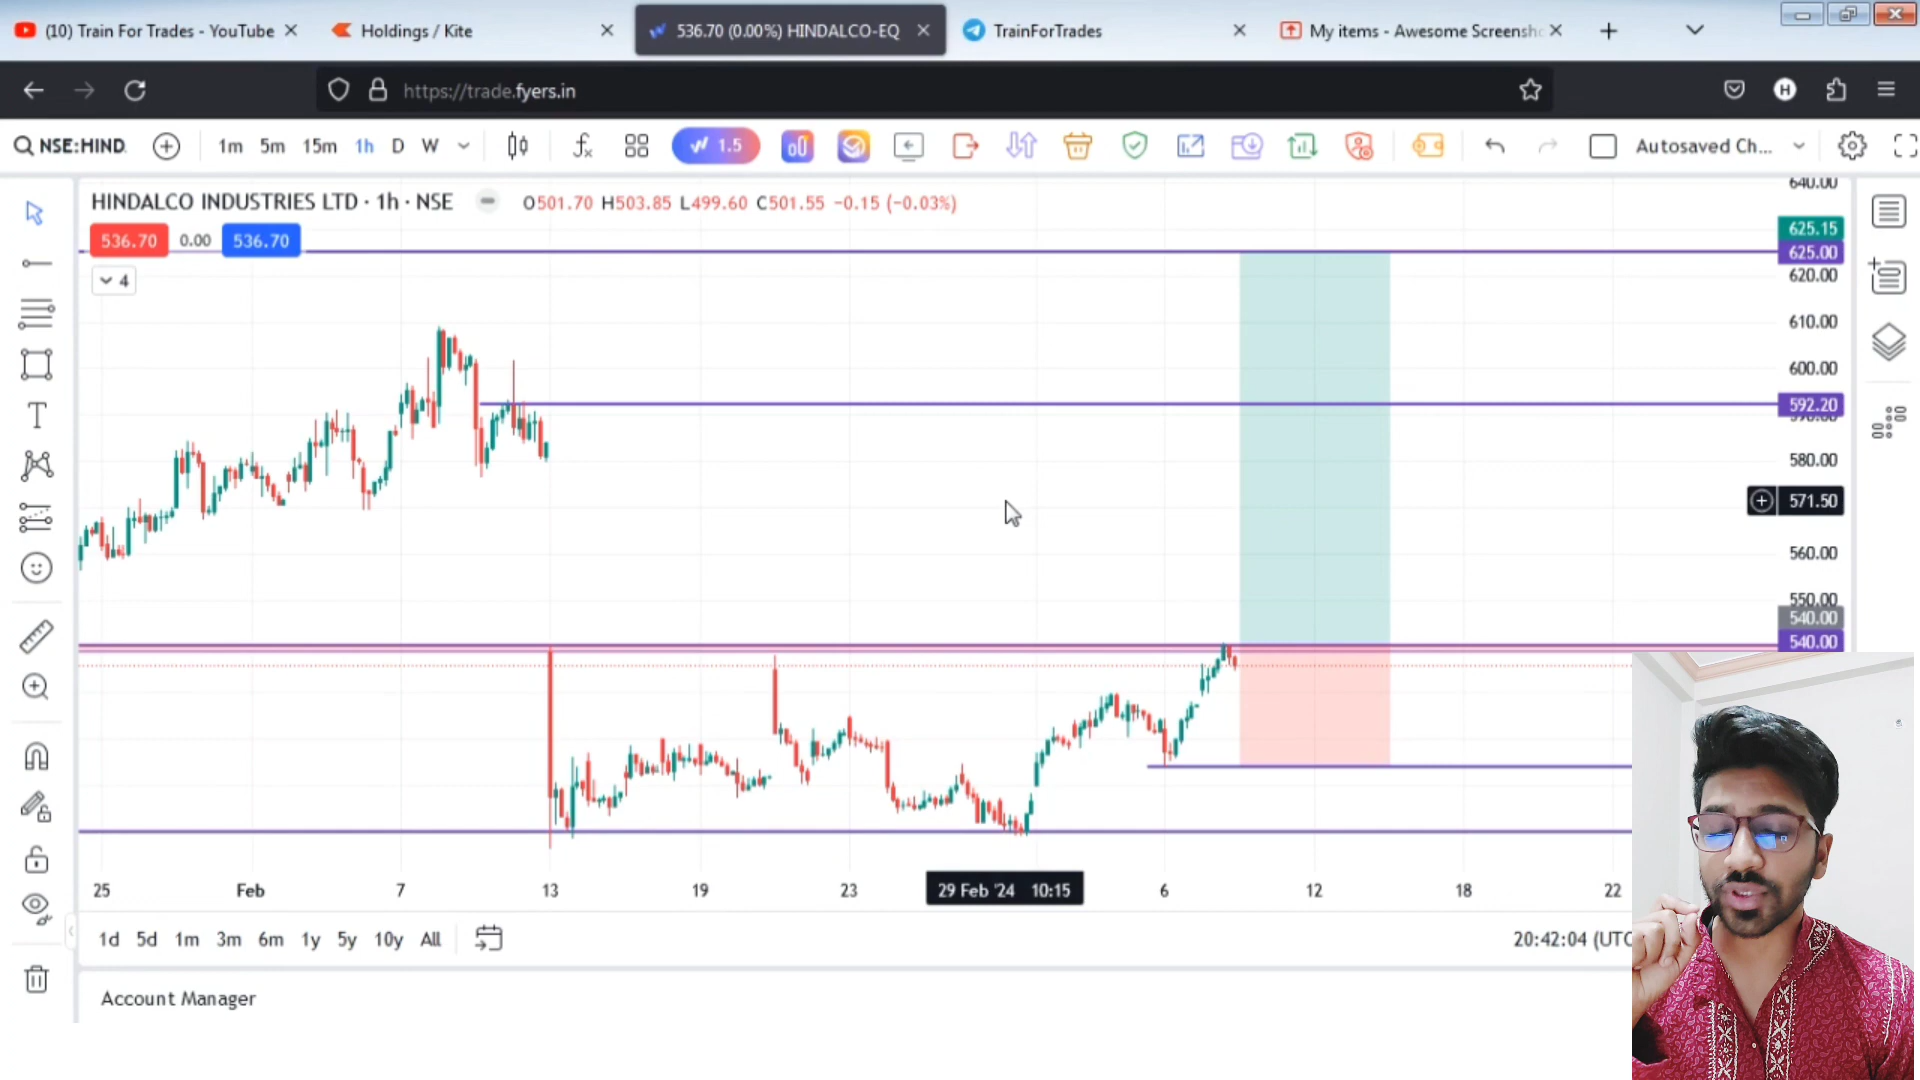 (10) Train For Trades - YouTube
Holdings / Kite
536.70 (0.00%) HINDALCO-EQ
TrainForTrades
My items - Awesome Screensh
https://trade.fyers.in
H
NSE:HIND
1m 5m 15m 1h D W
1.5
Autosaved Ch...
HINDALCO INDUSTRIES LTD · 1h · NSE
O501.70 H503.85 L499.60 C501.55 −0.15 (−0.03%)
536.70 0.00 536.70
4
640.00
625.15
625.00
620.00
610.00
600.00
592.20
580.00
571.50
560.00
550.00
540.00
540.00
25 Feb 7 13 19 23 29 Feb '24 10:15 6 12 18 22
1d 5d 1m 3m 6m 1y 5y 10y All
20:42:04 (UTC
Account Manager